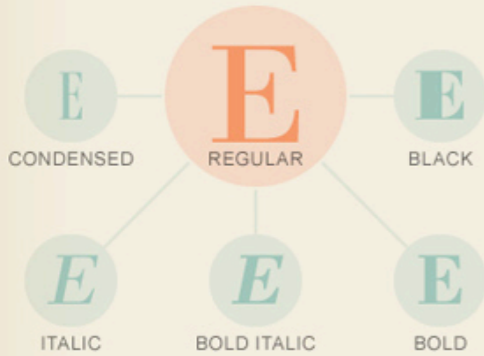 E E E
CONDENSED REGULAR BLACK
E E E
ITALIC BOLD ITALIC BOLD